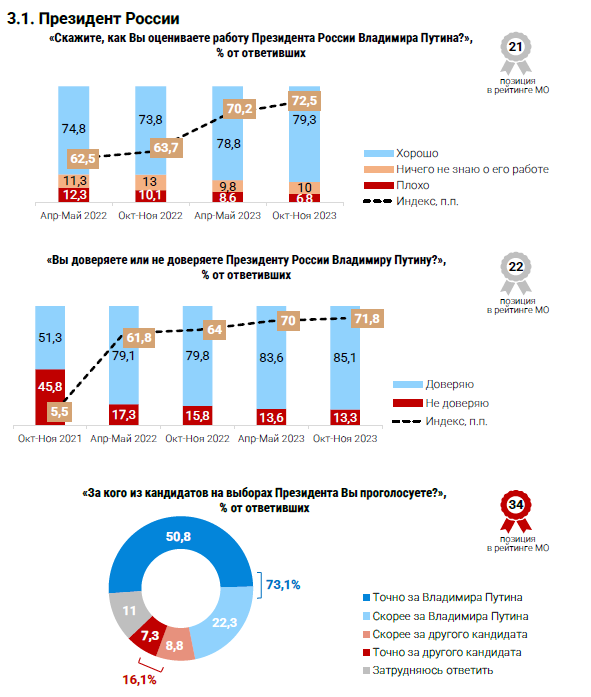 3.1. Президент России
«Скажите, как Вы оцениваете работу Президента России Владимира Путина?»,
% от ответивших
21
позиция
в рейтинге МО
74,8
73,8
78,8
79,3
62,5
63,7
70,2
72,5
11,3
13
9,8
10
12,3
10,1
8,6
6,8
Апр-Май 2022
Окт-Ноя 2022
Апр-Май 2023
Окт-Ноя 2023
Хорошо
Ничего не знаю о его работе
Плохо
Индекс, п.п.
«Вы доверяете или не доверяете Президенту России Владимиру Путину?»,
% от ответивших
22
позиция
в рейтинге МО
51,3
79,1
79,8
83,6
85,1
5,5
61,8
64
70
71,8
45,8
17,3
15,8
13,6
13,3
Окт-Ноя 2021
Апр-Май 2022
Окт-Ноя 2022
Апр-Май 2023
Окт-Ноя 2023
Доверяю
Не доверяю
Индекс, п.п.
«За кого из кандидатов на выборах Президента Вы проголосуете?»,
% от ответивших
34
позиция
в рейтинге МО
50,8
73,1%
22,3
8,8
7,3
11
16,1%
Точно за Владимира Путина
Скорее за Владимира Путина
Скорее за другого кандидата
Точно за другого кандидата
Затрудняюсь ответить